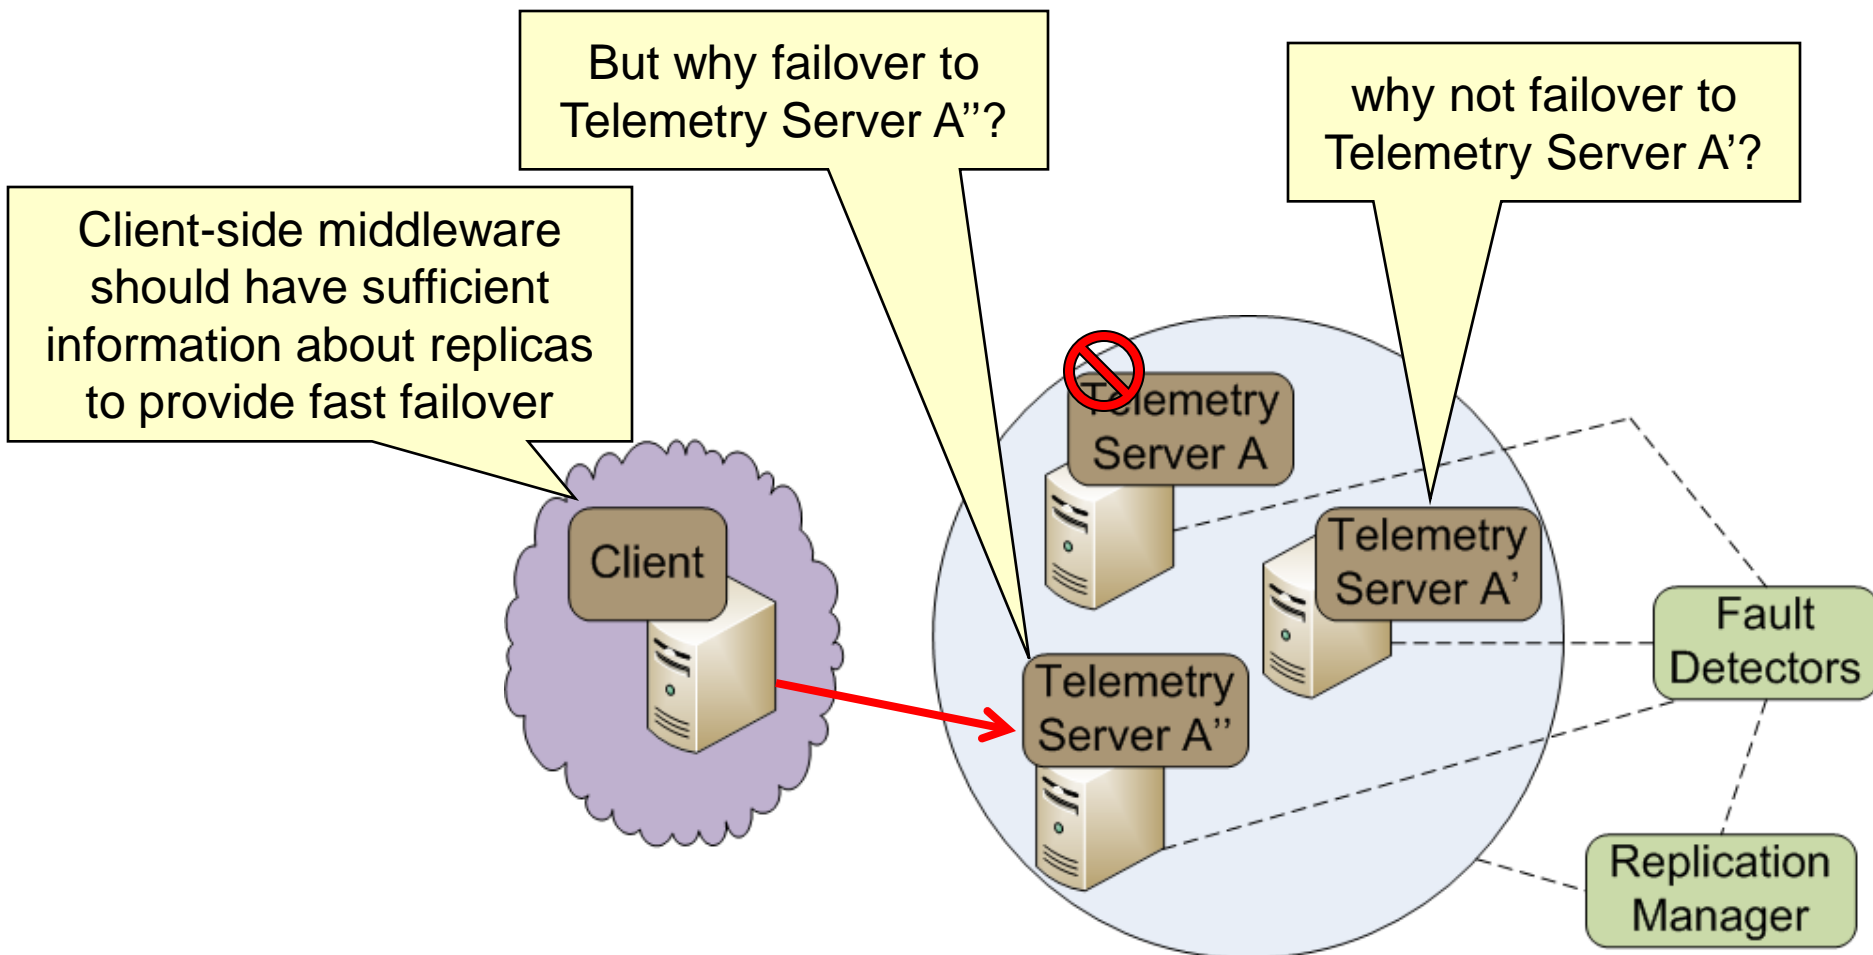 But why failover to
Telemetry Server A’’?
why not failover to
Telemetry Server A’?
Client-side middleware
should have sufficient
information about replicas
to provide fast failover
Telemetry
Server A
Client
Telemetry
Server A'
Fault
Detectors
Telemetry
Server A''
Replication
Manager